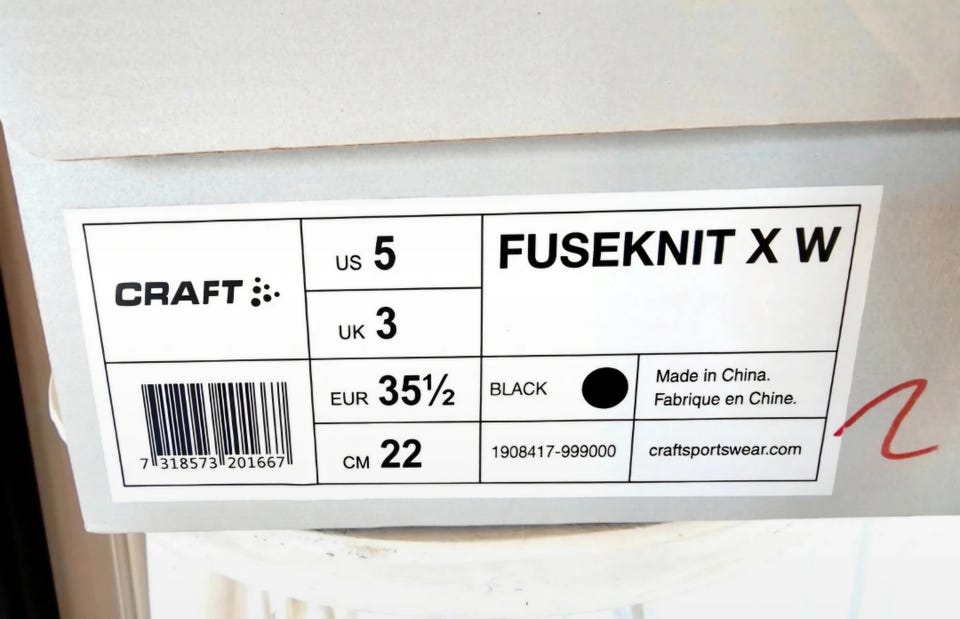 CRAFT
US 5
UK 3
EUR 35½
CM 22
FUSEKNIT X W
BLACK
Made in China.
Fabrique en Chine.
1908417-999000
craftsportswear.com
7 318573 201667
2